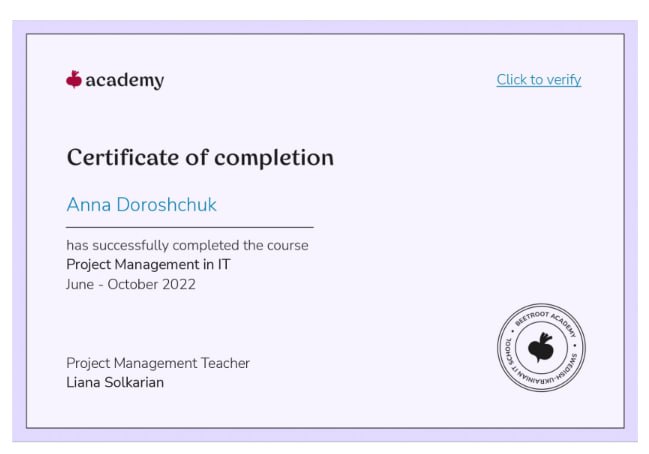 academy
Click to verify
Certificate of completion
Anna Doroshchuk
has successfully completed the course
Project Management in IT
June - October 2022
BEETROOT ACADEMY
SWEDISH-UKRAINIAN IT SCHOOL
Project Management Teacher
Liana Solkarian